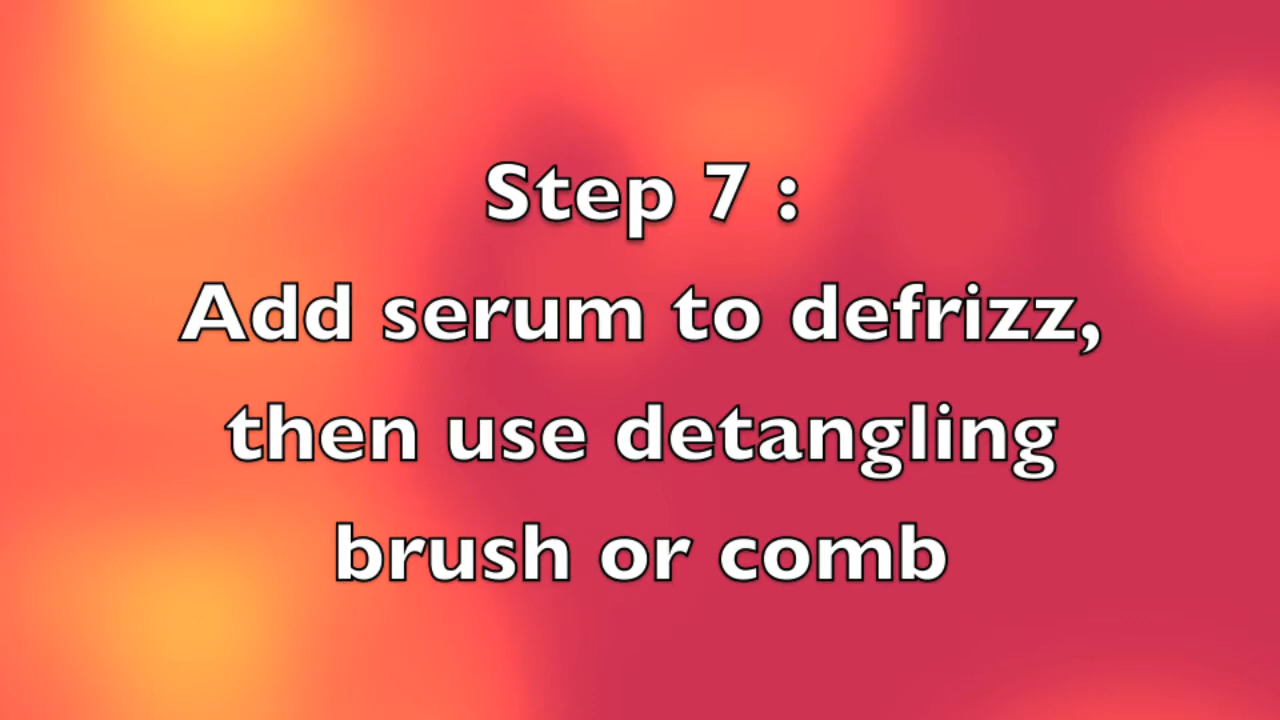 Step 7 :
Add serum to defrizz,
then use detangling
brush or comb